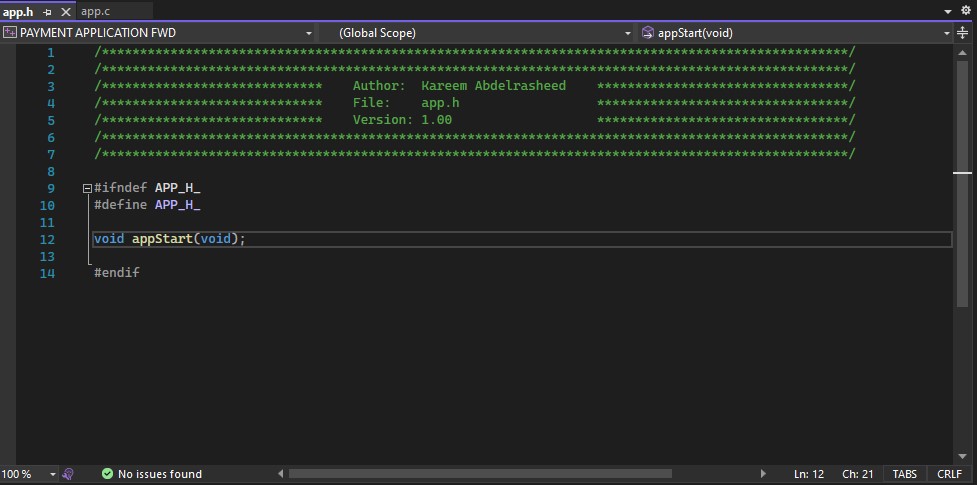 app.h app.c
PAYMENT APPLICATION FWD (Global Scope) appStart(void)
1 /**************************************************************************************************/
2 /**************************************************************************************************/
3 /***************************** Author: Kareem Abdelrasheed *********************************/
4 /***************************** File: app.h *********************************/
5 /***************************** Version: 1.00 *********************************/
6 /**************************************************************************************************/
7 /**************************************************************************************************/
8
9 #ifndef APP_H_
10 #define APP_H_
11
12 void appStart(void);
13
14 #endif
100 % No issues found Ln: 12 Ch: 21 TABS CRLF